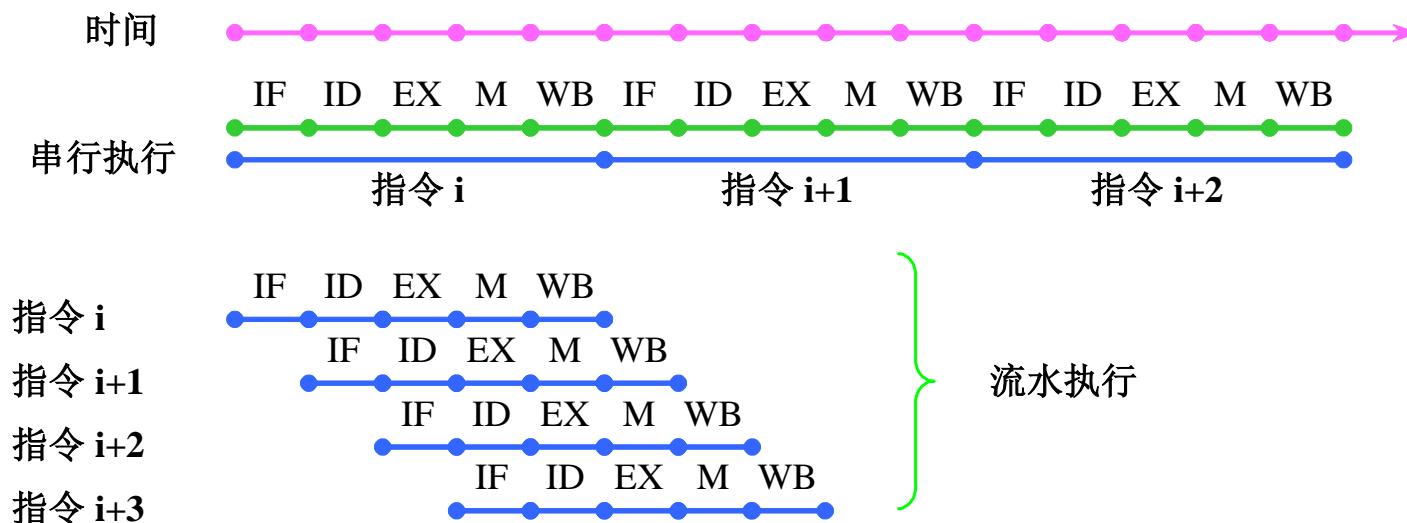 时间
IF ID EX M WB IF ID EX M WB IF ID EX M WB
串行执行
指令 i 指令 i+1 指令 i+2
IF ID EX M WB
指令 i
IF ID EX M WB
指令 i+1
流水执行
IF ID EX M WB
指令 i+2
IF ID EX M WB
指令 i+3